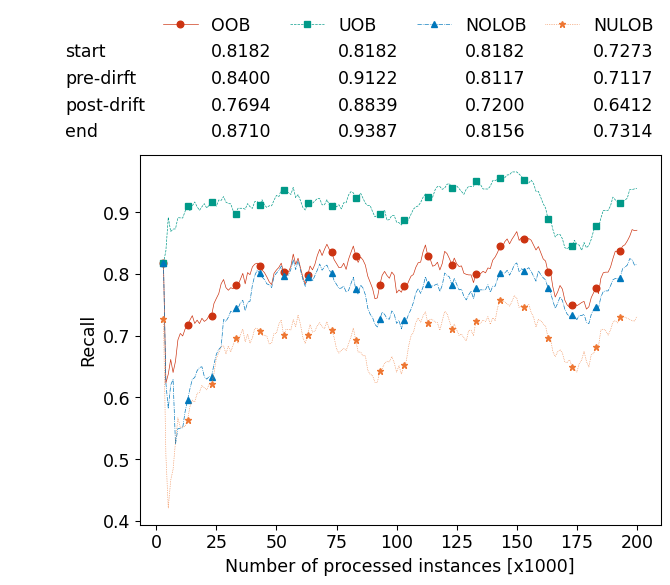 OOB UOB NOLOB NULOB
start 0.8182 0.8182 0.8182 0.7273
pre-dirft 0.8400 0.9122 0.8117 0.7117
post-drift 0.7694 0.8839 0.7200 0.6412
end 0.8710 0.9387 0.8156 0.7314
0.9
0.8
0.7
0.6
0.5
0.4
Recall
0 25 50 75 100 125 150 175 200
Number of processed instances [x1000]